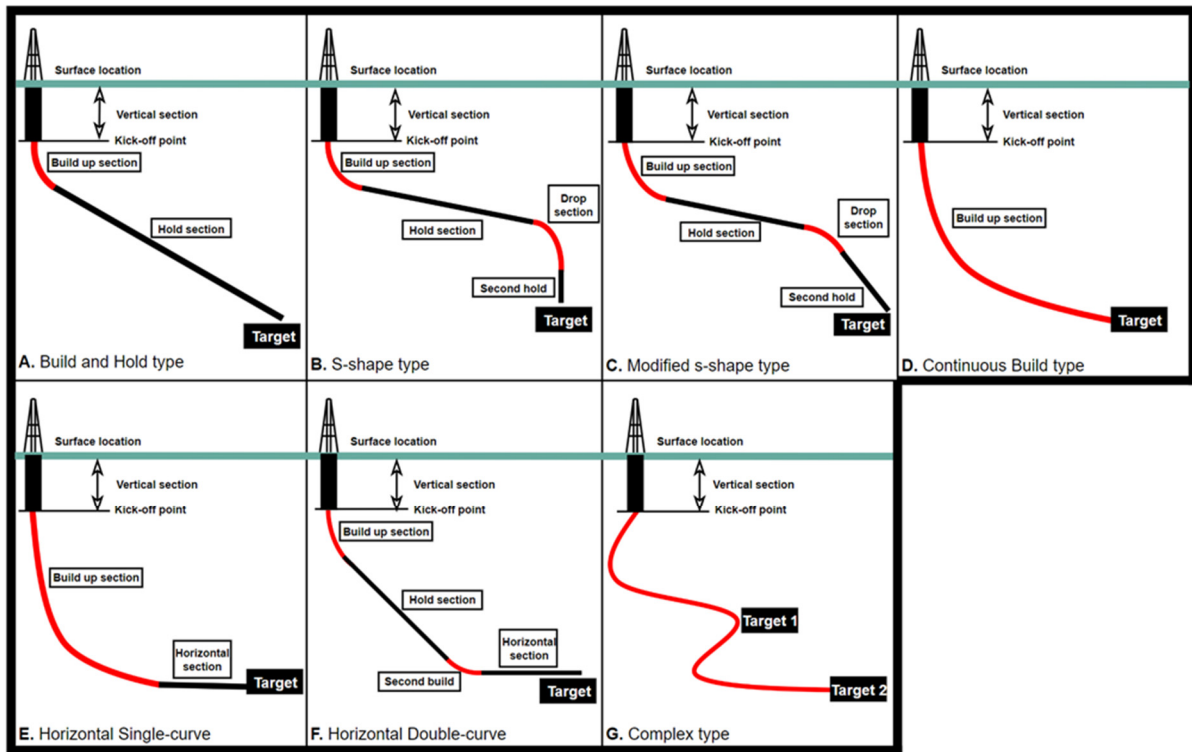 Surface location
Vertical section
Kick-off point
Build up section
Hold section
Target
A. Build and Hold type
Surface location
Vertical section
Kick-off point
Build up section
Drop
section
Hold section
Second hold
Target
B. S-shape type
Surface location
Vertical section
Kick-off point
Build up section
Drop
section
Hold section
Second hold
Target
C. Modified s-shape type
Surface location
Vertical section
Kick-off point
Build up section
Target
D. Continuous Build type
Surface location
Vertical section
Kick-off point
Build up section
Horizontal
section
Target
E. Horizontal Single-curve
Surface location
Vertical section
Kick-off point
Build up section
Hold section
Horizontal
section
Second build
Target
F. Horizontal Double-curve
Surface location
Vertical section
Kick-off point
Target 1
Target 2
G. Complex type